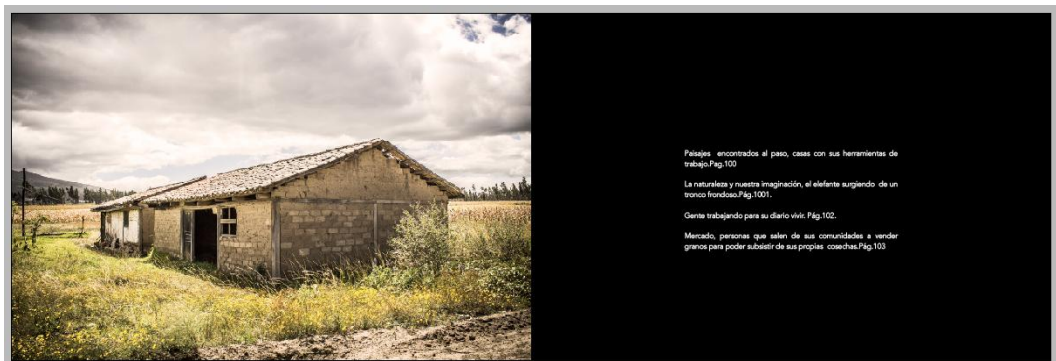 Paisajes encontrados al paso, casas con sus herramientas de
trabajo.Pag.100
La naturaleza y nuestra imaginación, el elefante surgiendo de un
tronco frondoso.Pág.1001.
Gente trabajando para su diario vivir. Pág.102.
Mercado, personas que salen de sus comunidades a vender
granos para poder subsistir de sus propias cosechas.Pág.103